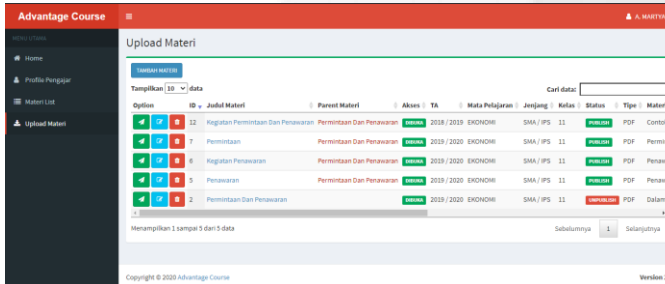 Advantage Course
A. MARTYA
MENU UTAMA
Home
Profile Pengajar
Materi List
Upload Materi
Upload Materi
TAMBAH MATERI
Tampilkan 10 data
Cari data:
Option ID Judul Materi Parent Materi Akses TA Mata Pelajaran Jenjang Kelas Status Tipe Mater
12 Kegiatan Permintaan Dan Penawaran Permintaan Dan Penawaran DIBUKA 2018 / 2019 EKONOMI SMA / IPS 11 PUBLISH PDF Contol
7 Permintaan Permintaan Dan Penawaran DIBUKA 2019 / 2020 EKONOMI SMA / IPS 11 PUBLISH PDF Permi
6 Kegiatan Penawaran Permintaan Dan Penawaran DIBUKA 2019 / 2020 EKONOMI SMA / IPS 11 PUBLISH PDF Penaw
5 Penawaran Permintaan Dan Penawaran DIBUKA 2019 / 2020 EKONOMI SMA / IPS 11 PUBLISH PDF Penaw
2 Permintaan Dan Penawaran DIBUKA 2019 / 2020 EKONOMI SMA / IPS 11 UNPUBLISH PDF Dalam
Menampilkan 1 sampai 5 dari 5 data
Sebelumnya 1 Selanjutnya
Copyright © 2020 Advantage Course
Version